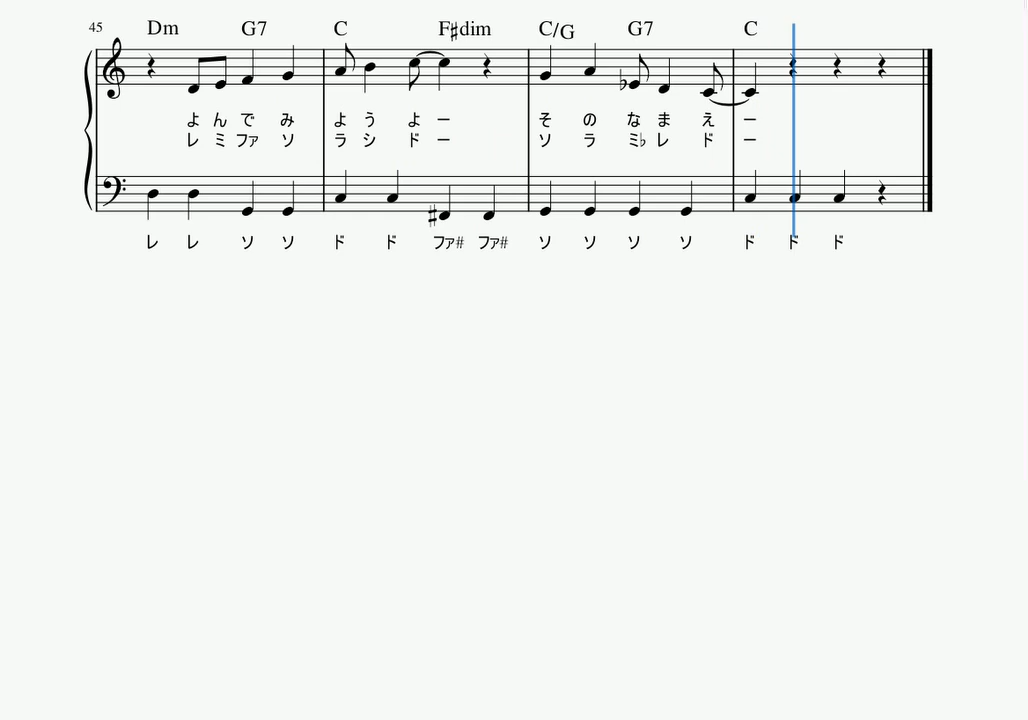 45 Dm G7 C F♯dim C/G G7 C
よ ん で み よ う よ ー そ の な ま え ー
レ ミ ファ ソ ラ シ ド ー ソ ラ ミ♭ レ ド ー
レ レ ソ ソ ド ド ファ# ファ# ソ ソ ソ ソ ド ド ド